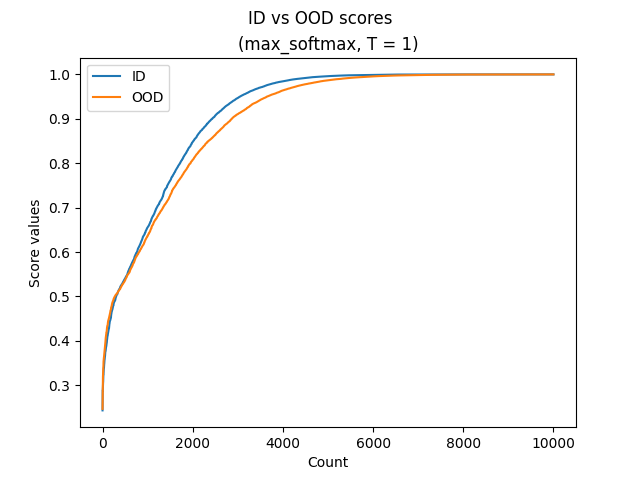 ID vs OOD scores
(max_softmax, T = 1)
ID
OOD
1.0
0.9
0.8
0.7
0.6
0.5
0.4
0.3
Score values
0 2000 4000 6000 8000 10000
Count